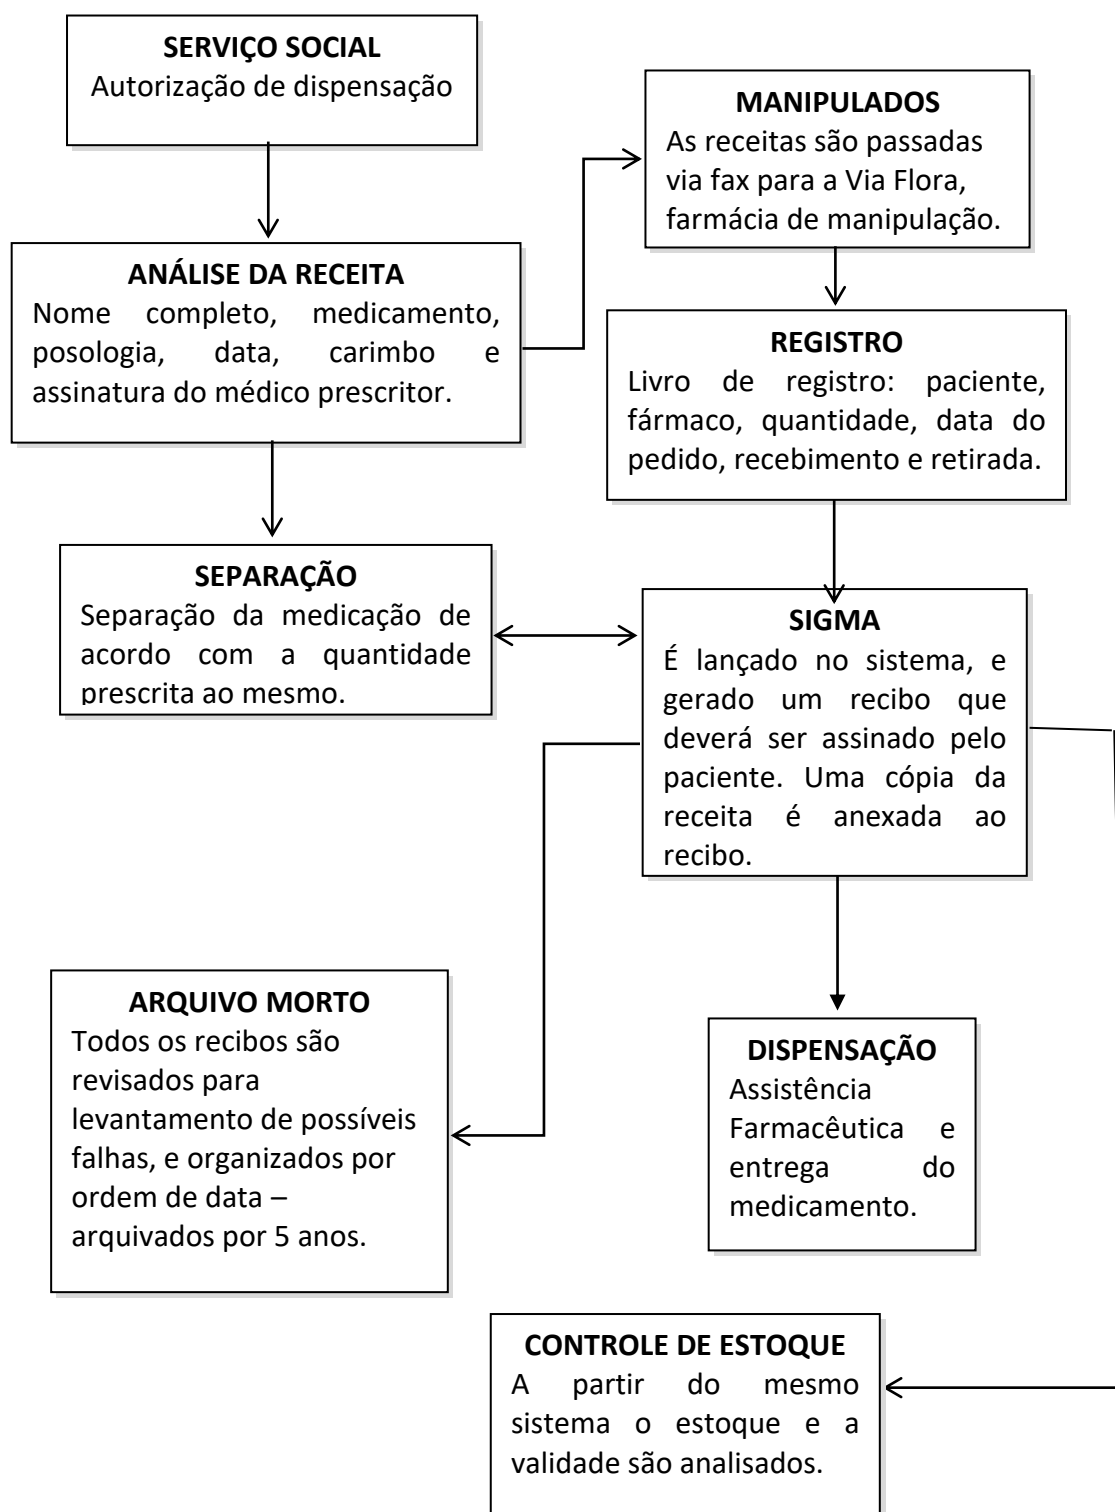 SERVIÇO SOCIAL
Autorização de dispensação
MANIPULADOS
As receitas são passadas
via fax para a Via Flora,
farmácia de manipulação.
ANÁLISE DA RECEITA
Nome completo, medicamento,
posologia, data, carimbo e
assinatura do médico prescritor.
REGISTRO
Livro de registro: paciente,
fármaco, quantidade, data do
pedido, recebimento e retirada.
SEPARAÇÃO
Separação da medicação de
acordo com a quantidade
prescrita ao mesmo.
SIGMA
É lançado no sistema, e
gerado um recibo que
deverá ser assinado pelo
paciente. Uma cópia da
receita é anexada ao
recibo.
ARQUIVO MORTO
Todos os recibos são
revisados para
levantamento de possíveis
falhas, e organizados por
ordem de data –
arquivados por 5 anos.
DISPENSAÇÃO
Assistência
Farmacêutica e
entrega do
medicamento.
CONTROLE DE ESTOQUE
A partir do mesmo
sistema o estoque e a
validade são analisados.